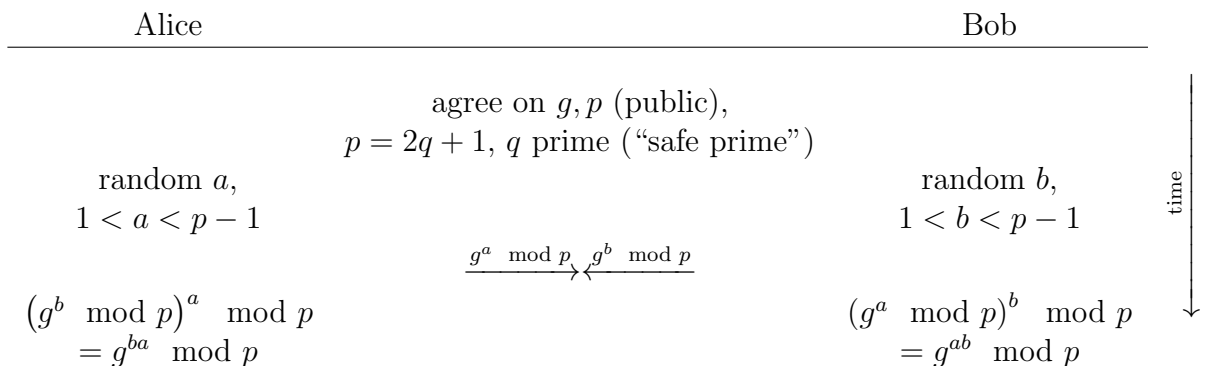 Alice Bob
agree on g, p (public),
p = 2q + 1, q prime (“safe prime”)
random a, random b,
1 < a < p − 1 1 < b < p − 1
time
g^a mod p g^b mod p
(g^b mod p)^a mod p (g^a mod p)^b mod p
= g^{ba} mod p = g^{ab} mod p